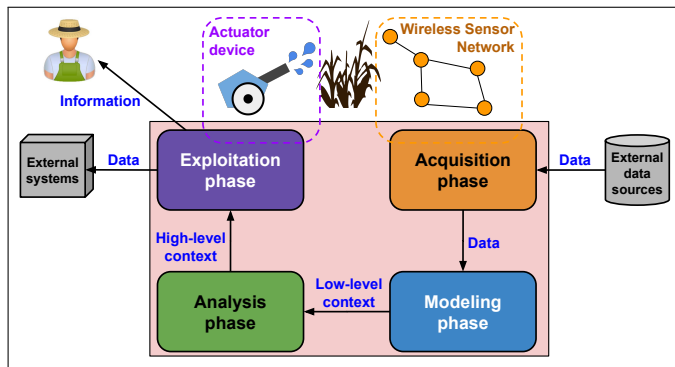 Actuator
device
Wireless Sensor
Network
Information
External
systems
Data
Exploitation
phase
Acquisition
phase
Data
External
data
sources
High-level
context
Data
Analysis
phase
Low-level
context
Modeling
phase